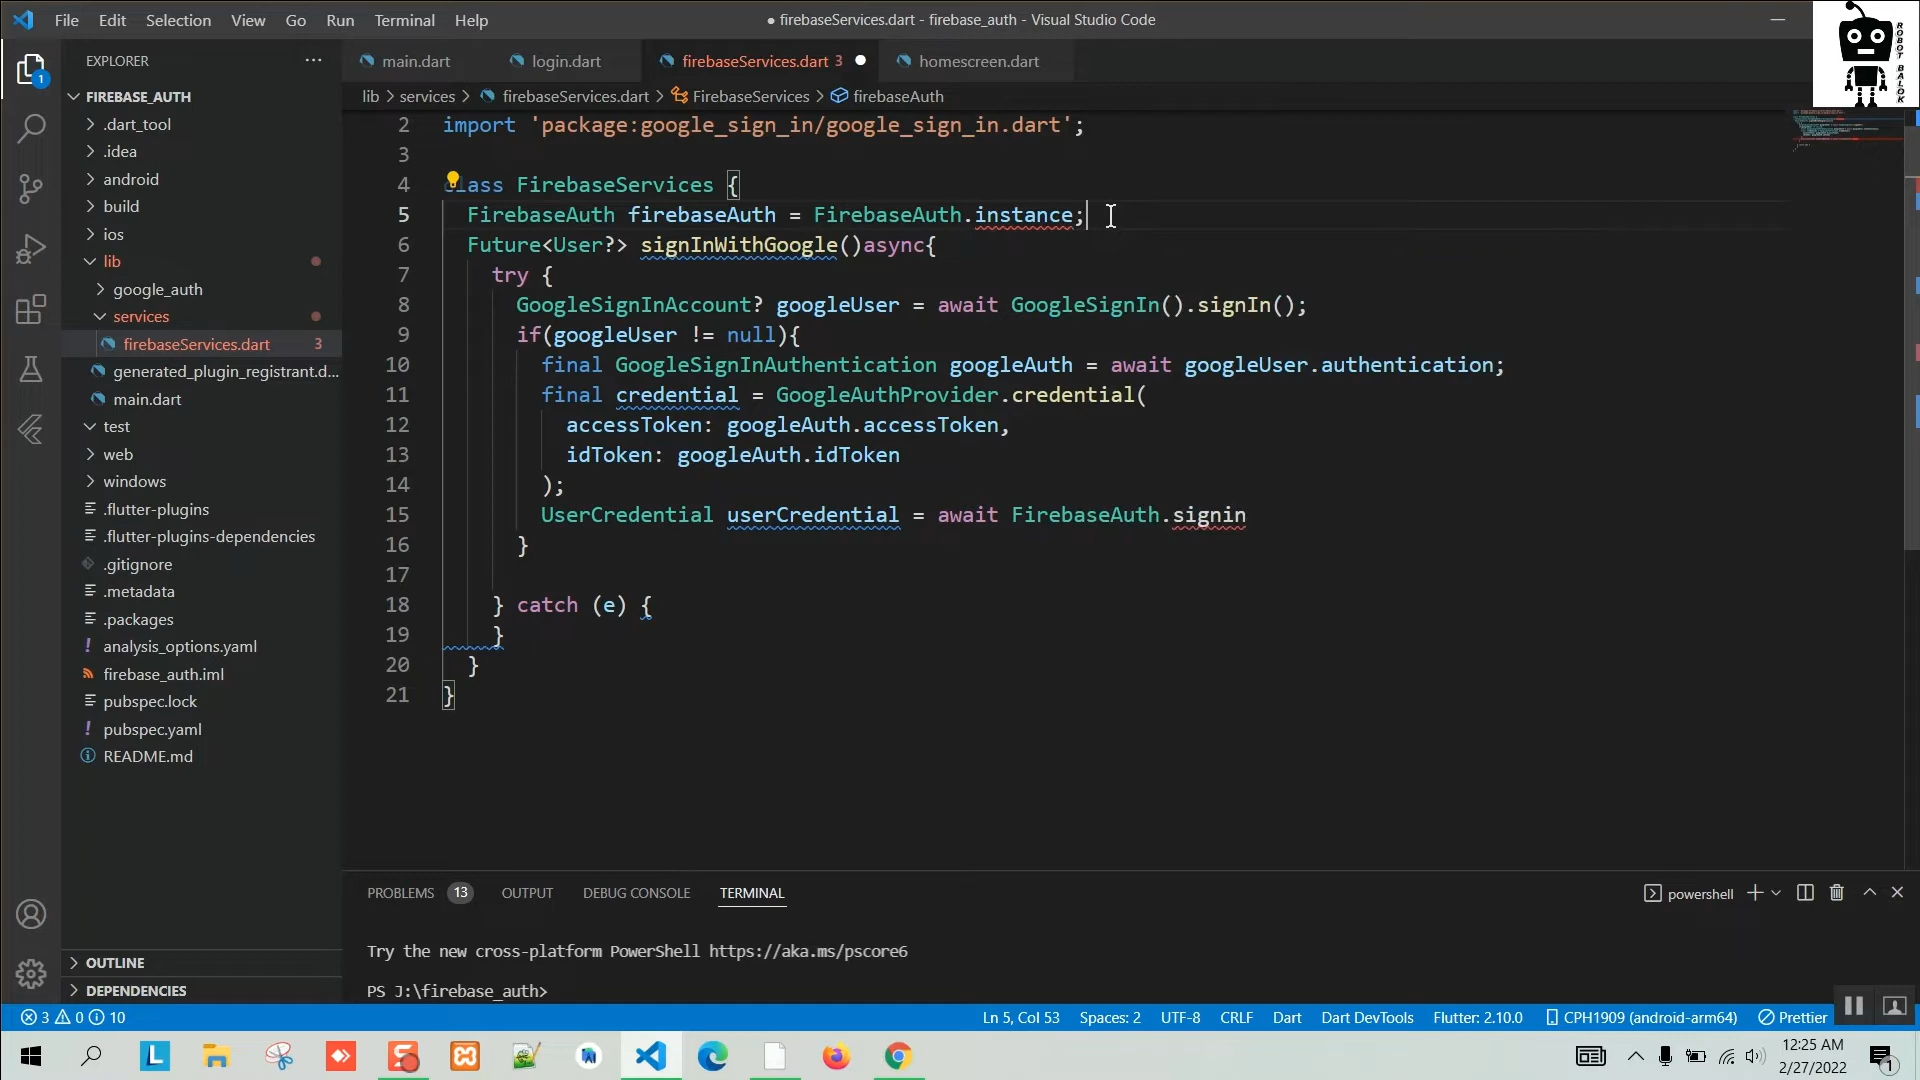 File Edit Selection View Go Run Terminal Help
● firebaseServices.dart - firebase_auth - Visual Studio Code
ROBOT BALOK
EXPLORER
main.dart
login.dart
firebaseServices.dart 3
homescreen.dart
FIREBASE_AUTH
lib > services > firebaseServices.dart > FirebaseServices > firebaseAuth
.dart_tool
.idea
android
build
ios
lib
google_auth
services
firebaseServices.dart 3
generated_plugin_registrant.d...
main.dart
test
web
windows
.flutter-plugins
.flutter-plugins-dependencies
.gitignore
.metadata
.packages
analysis_options.yaml
firebase_auth.iml
pubspec.lock
pubspec.yaml
README.md
OUTLINE
DEPENDENCIES
2 import 'package:google_sign_in/google_sign_in.dart';
3
4 class FirebaseServices {
5 FirebaseAuth firebaseAuth = FirebaseAuth.instance;
6 Future<User?> signInWithGoogle()async{
7 try {
8 GoogleSignInAccount? googleUser = await GoogleSignIn().signIn();
9 if(googleUser != null){
10 final GoogleSignInAuthentication googleAuth = await googleUser.authentication;
11 final credential = GoogleAuthProvider.credential(
12 accessToken: googleAuth.accessToken,
13 idToken: googleAuth.idToken
14 );
15 UserCredential userCredential = await FirebaseAuth.signin
16 }
17
18 } catch (e) {
19 }
20 }
21 }
PROBLEMS 13 OUTPUT DEBUG CONSOLE TERMINAL
powershell
Try the new cross-platform PowerShell https://aka.ms/pscore6
PS J:\firebase_auth>
3 0 10
Ln 5, Col 53 Spaces: 2 UTF-8 CRLF Dart Dart DevTools Flutter: 2.10.0 CPH1909 (android-arm64) Prettier
12:25 AM
2/27/2022
1